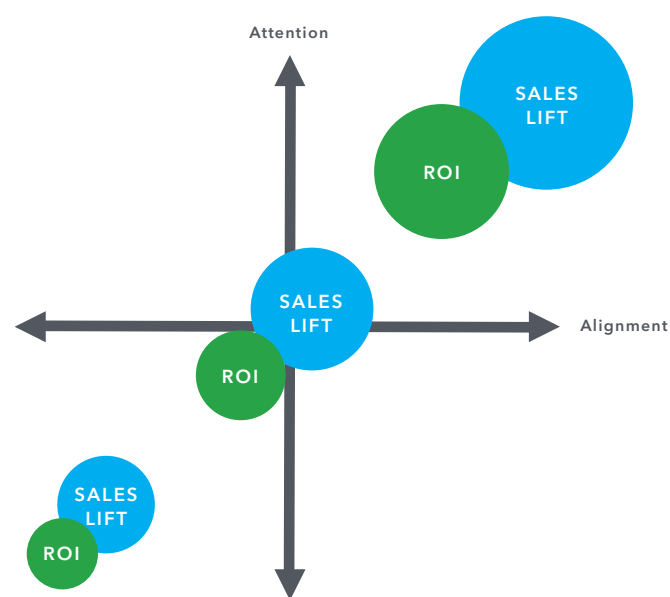 Attention
SALES
LIFT
ROI
SALES
LIFT
Alignment
ROI
SALES
LIFT
ROI